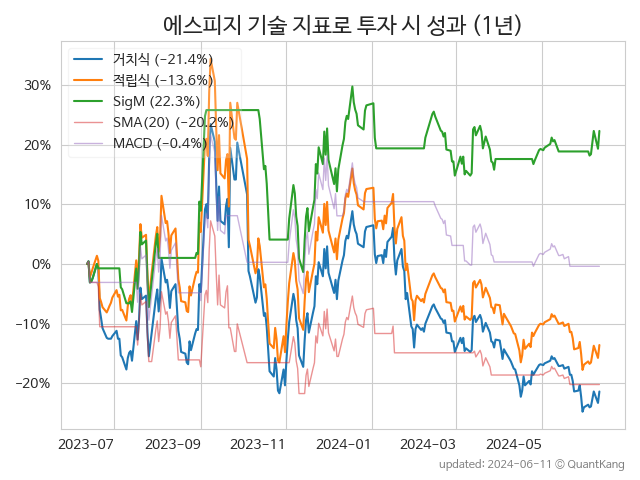 에스피지 기술 지표로 투자 시 성과 (1년)
거치식 (−21.4%)
적립식 (−13.6%)
SigM (22.3%)
SMA(20) (−20.2%)
MACD (−0.4%)
30%
20%
10%
0%
−10%
−20%
2023−07
2023−09
2023−11
2024−01
2024−03
2024−05
updated: 2024−06−11 © QuantKang